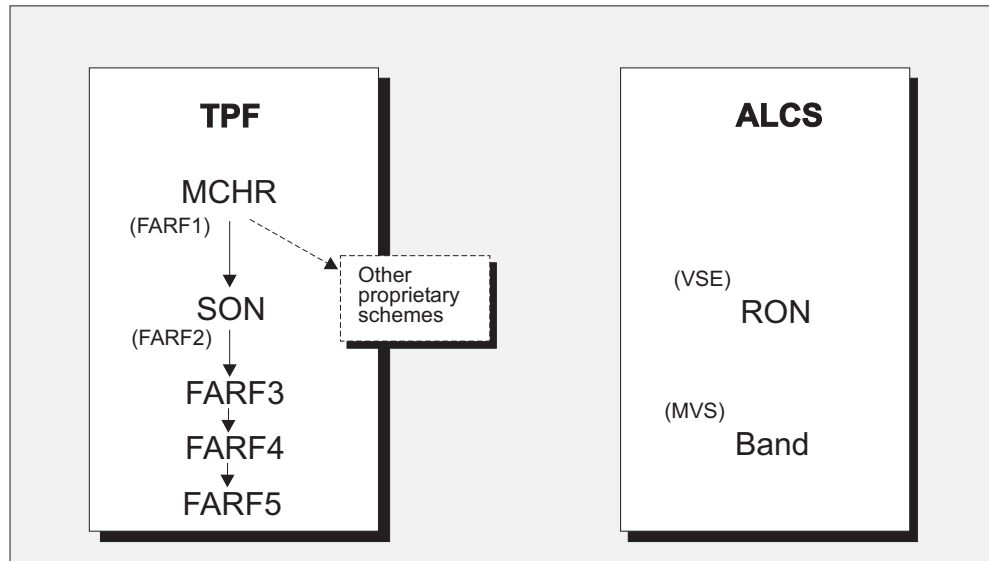 TPF
MCHR
(FARF1)
Other
proprietary
schemes
SON
(FARF2)
FARF3
FARF4
FARF5
ALCS
(VSE)
RON
(MVS)
Band